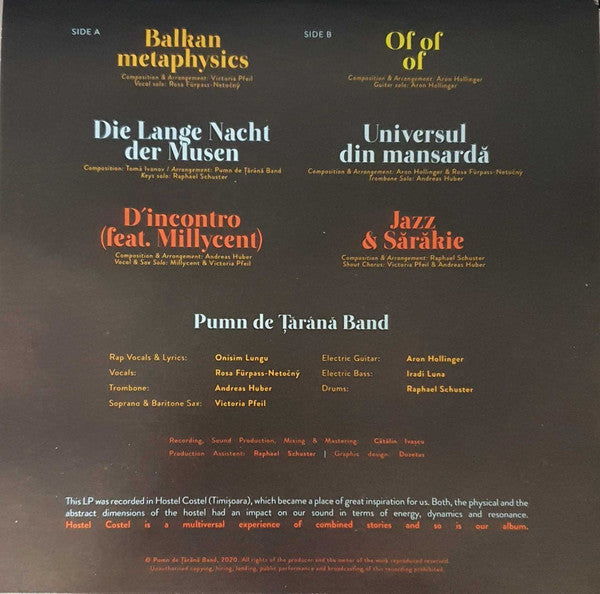 SIDE A
Balkan
metaphysics
Composition & Arrangement: Victoria Pfeil
Vocal solo: Rosa Fürpass-Netočný
Die Lange Nacht
der Musen
Composition: Tomá Ivanov / Arrangement: Pumn de Țărână Band
Keys solo: Raphael Schuster
D'incontro
(feat. Millycent)
Composition & Arrangement: Andreas Huber
Vocal & Sax Solo: Millycent & Victoria Pfeil
SIDE B
Of of
of
Composition & Arrangement: Aron Hollinger
Guitar solo: Aron Hollinger
Universul
din mansardă
Composition & Arrangement: Aron Hollinger & Rosa Fürpass-Netočný
Trombone Solo: Andreas Huber
Jazz
& Sărăkie
Composition & Arrangement: Raphael Schuster
Shout Chorus: Victoria Pfeil & Andreas Huber
Pumn de Țărână Band
Rap Vocals & Lyrics: Onisim Lungu
Vocals: Rosa Fürpass-Netočný
Trombone: Andreas Huber
Soprano & Baritone Sax: Victoria Pfeil
Electric Guitar: Aron Hollinger
Electric Bass: Iradi Luna
Drums: Raphael Schuster
Recording, Sound Production, Mixing & Mastering: Cătălin Ivașcu
Production Assistent: Raphael Schuster | Graphic design: Dozetus
This LP was recorded in Hostel Costel (Timișoara), which became a place of great inspiration for us. Both, the physical and the
abstract dimensions of the hostel had an impact on our sound in terms of energy, dynamics and resonance.
Hostel Costel is a multiversal experience of combined stories and so is our album.
© Pumn de Țărână Band, 2020. All rights of the producer and the owner of the work reproduced reserved.
Unauthorised copying, hiring, lending, public performance and broadcasting of this recording prohibited.